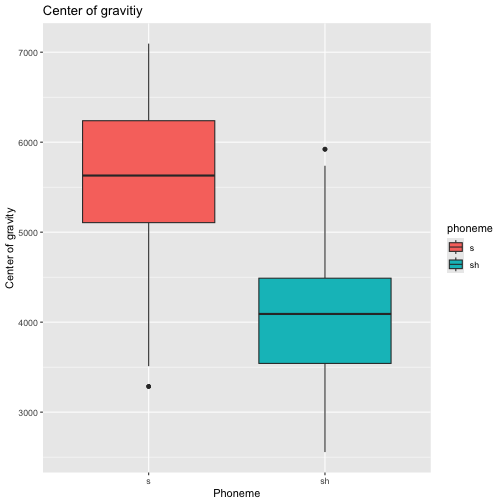 Center of gravitiy
7000
6000
5000
4000
3000
Center of gravity
s
sh
Phoneme
phoneme
s
sh